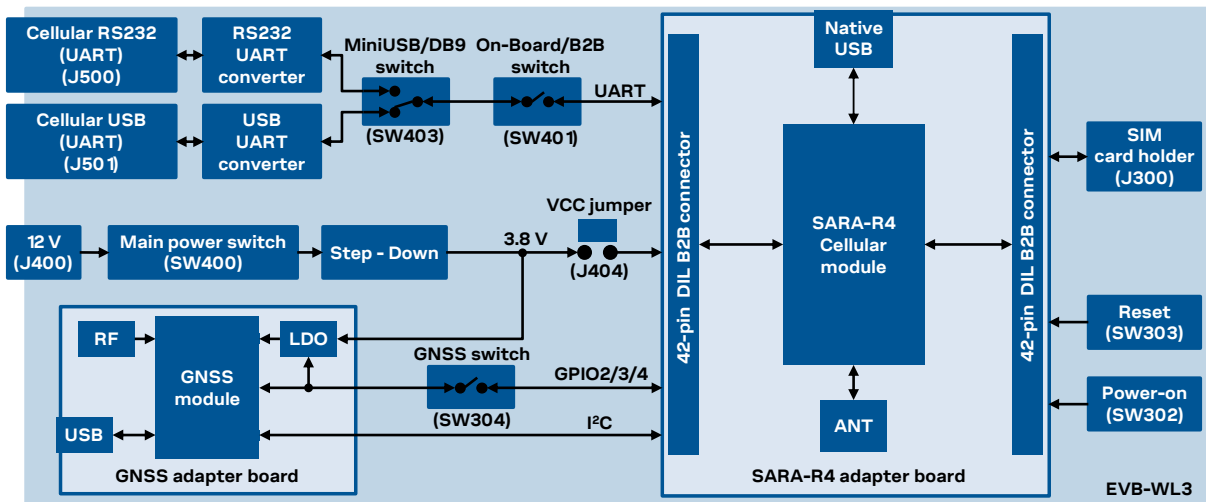 Cellular RS232
(UART)
(J500)
RS232
UART
converter
MiniUSB/DB9
switch
(SW403)
On-Board/B2B
switch
(SW401)
UART
Cellular USB
(UART)
(J501)
USB
UART
converter
12 V
(J400)
Main power switch
(SW400)
Step - Down
3.8 V
VCC jumper
(J404)
RF
GNSS
module
LDO
USB
GNSS adapter board
GNSS switch
(SW304)
GPIO2/3/4
I²C
42-pin DIL B2B connector
Native
USB
SARA-R4
Cellular
module
ANT
SARA-R4 adapter board
42-pin DIL B2B connector
SIM
card holder
(J300)
Reset
(SW303)
Power-on
(SW302)
EVB-WL3